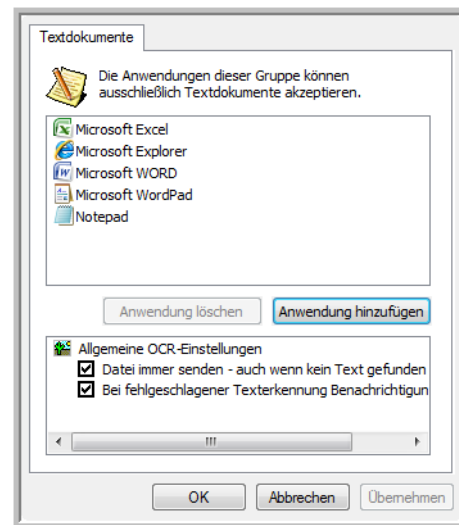 Textdokumente
Die Anwendungen dieser Gruppe können
ausschließlich Textdokumente akzeptieren.
Microsoft Excel
Microsoft Explorer
Microsoft WORD
Microsoft WordPad
Notepad
Anwendung löschen Anwendung hinzufügen
Allgemeine OCR-Einstellungen
Datei immer senden - auch wenn kein Text gefunden
Bei fehlgeschlagener Texterkennung Benachrichtigun
OK Abbrechen Übernehmen